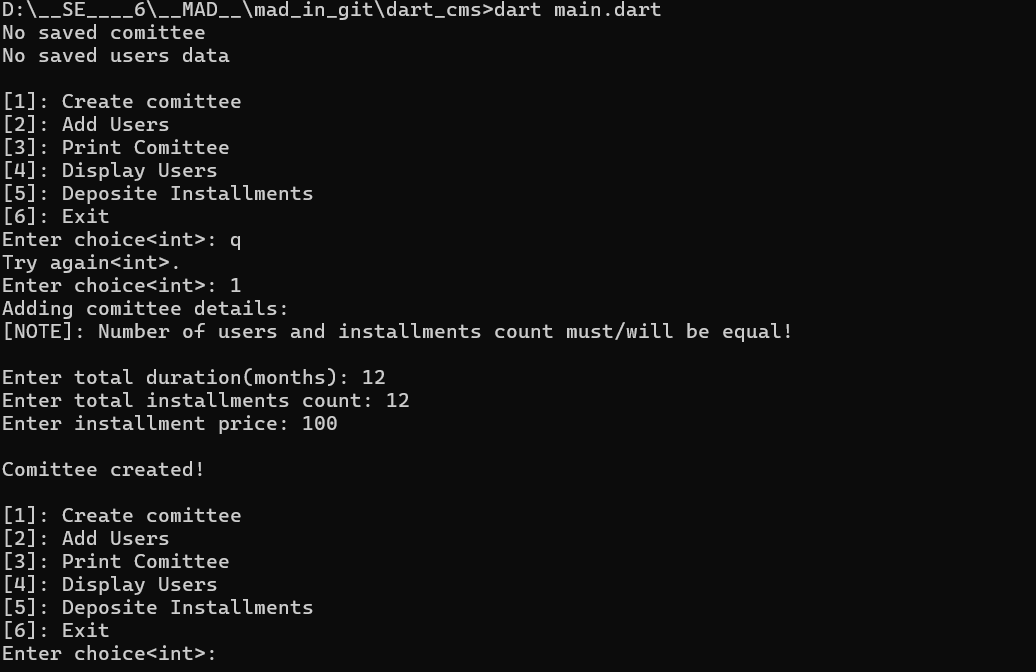 D:\__SE____6\__MAD__\mad_in_git\dart_cms>dart main.dart
No saved comittee
No saved users data
[1]: Create comittee
[2]: Add Users
[3]: Print Comittee
[4]: Display Users
[5]: Deposite Installments
[6]: Exit
Enter choice<int>: q
Try again<int>.
Enter choice<int>: 1
Adding comittee details:
[NOTE]: Number of users and installments count must/will be equal!
Enter total duration(months): 12
Enter total installments count: 12
Enter installment price: 100
Comittee created!
[1]: Create comittee
[2]: Add Users
[3]: Print Comittee
[4]: Display Users
[5]: Deposite Installments
[6]: Exit
Enter choice<int>: